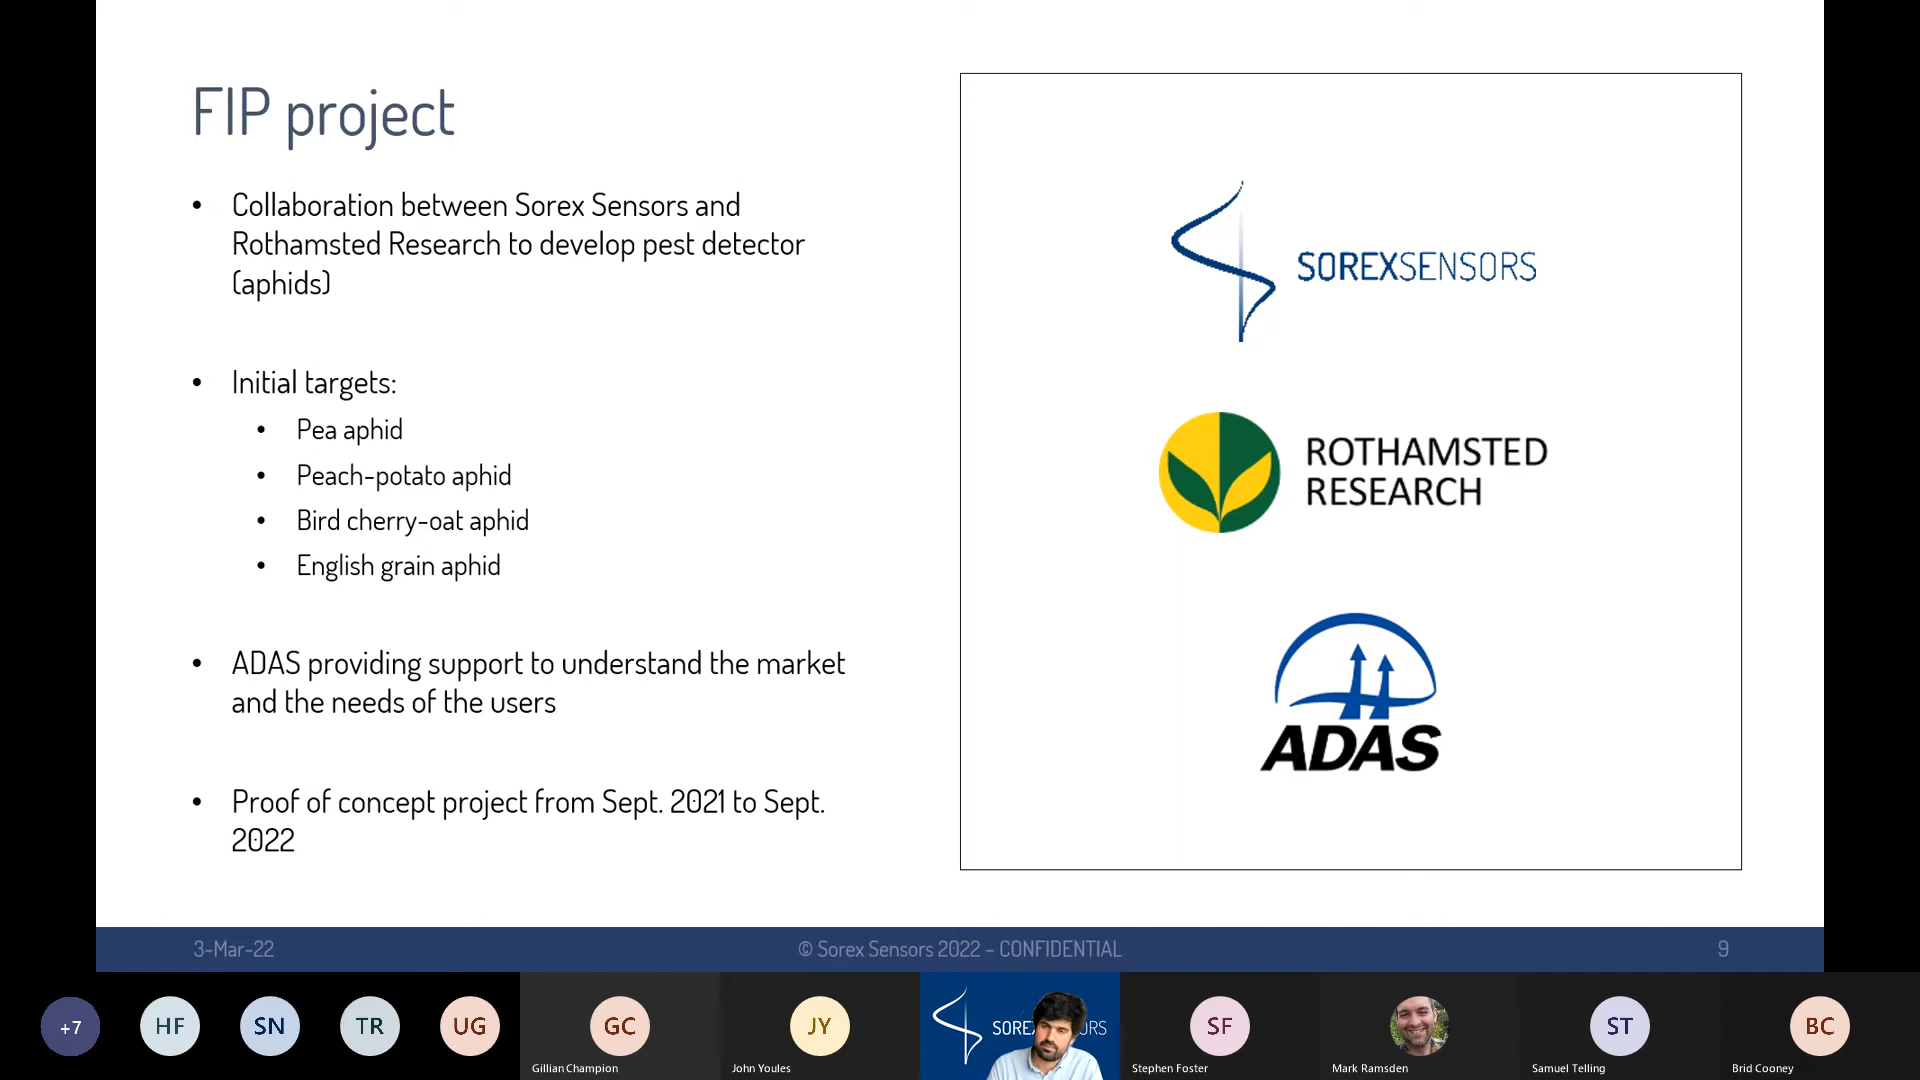 FIP project
• Collaboration between Sorex Sensors and
Rothamsted Research to develop pest detector
(aphids)
• Initial targets:
• Pea aphid
• Peach-potato aphid
• Bird cherry-oat aphid
• English grain aphid
• ADAS providing support to understand the market
and the needs of the users
• Proof of concept project from Sept. 2021 to Sept.
2022
SOREXSENSORS
ROTHAMSTED
RESEARCH
ADAS
3-Mar-22
© Sorex Sensors 2022 – CONFIDENTIAL
9
+7
HF
SN
TR
UG
GC
Gillian Champion
JY
John Youles
SF
Stephen Foster
Mark Ramsden
ST
Samuel Telling
BC
Brid Cooney